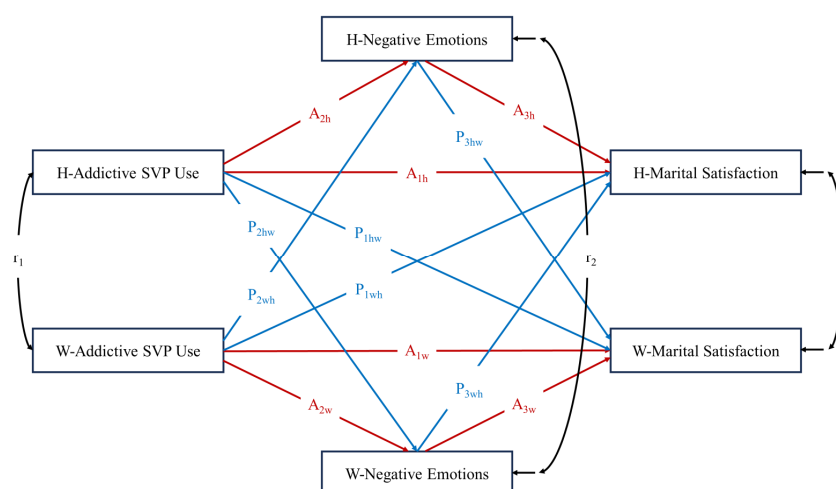 H-Negative Emotions
A2h
A3h
P3hw
H-Addictive SVP Use
A1h
H-Marital Satisfaction
P2hw
P1hw
r1
r2
P2wh
P1wh
W-Addictive SVP Use
A1w
W-Marital Satisfaction
P3wh
A2w
A3w
W-Negative Emotions